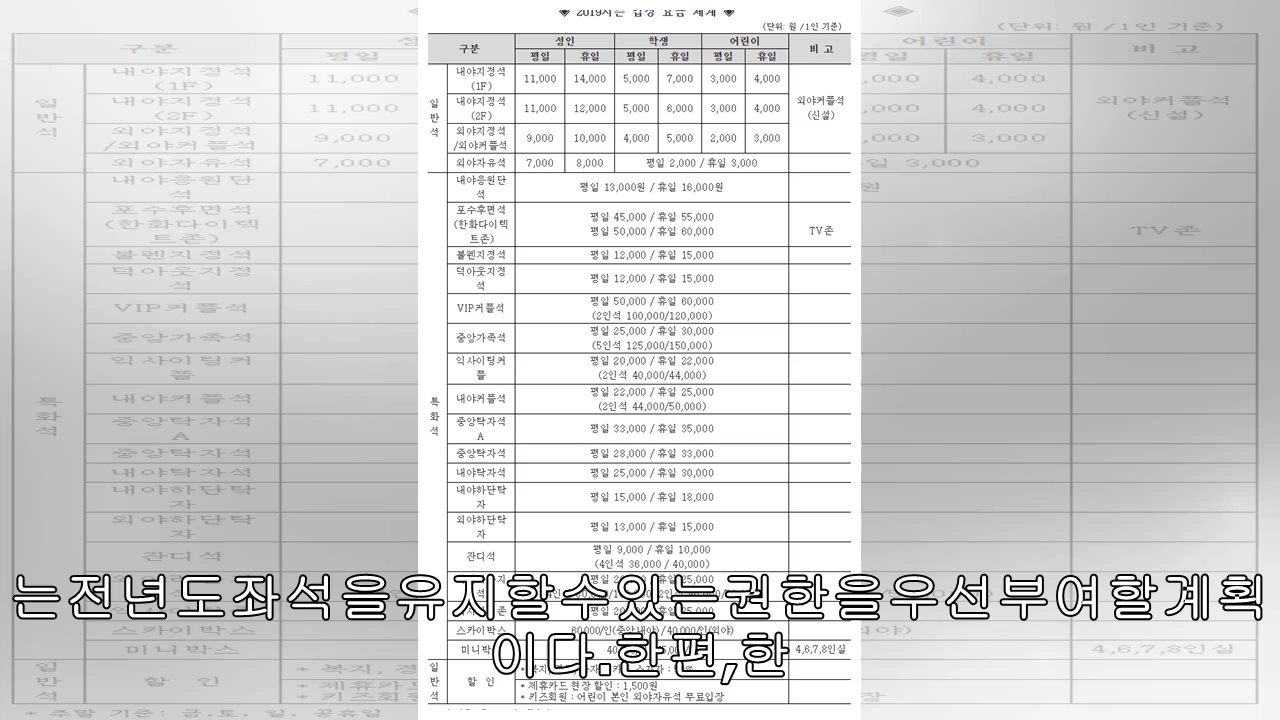 ◈ 2019시즌 입장 요금 체계 ◈
(단위: 원 /1인 기준)
구분 성인 학생 어린이 비 고
평일 휴일 평일 휴일 평일 휴일
일반석
내야지정석 (1F) 11,000 14,000 5,000 7,000 3,000 4,000
내야지정석 (2F) 11,000 12,000 5,000 6,000 3,000 4,000
외야커플석 (신설)
외야지정석 /외야커플석 9,000 10,000 4,000 5,000 2,000 3,000
외야자유석 7,000 8,000 평일 2,000 / 휴일 3,000
특화석
내야응원단석 평일 13,000원 / 휴일 16,000원
포수후면석 (한화다이렉트존) 평일 45,000 / 휴일 55,000
평일 50,000 / 휴일 60,000 TV존
불펜지정석 평일 12,000 / 휴일 15,000
덕아웃지정석 평일 12,000 / 휴일 15,000
VIP커플석 평일 50,000 / 휴일 60,000
(2인석 100,000/120,000)
중앙가족석 평일 25,000 / 휴일 30,000
(5인석 125,000/150,000)
익사이팅커플 평일 20,000 / 휴일 22,000
(2인석 40,000/44,000)
내야커플석 평일 22,000 / 휴일 25,000
(2인석 44,000/50,000)
중앙탁자석A 평일 33,000 / 휴일 35,000
중앙탁자석 평일 28,000 / 휴일 33,000
내야탁자석 평일 25,000 / 휴일 30,000
내야하단탁자 평일 15,000 / 휴일 18,000
외야하단탁자 평일 13,000 / 휴일 15,000
잔디석 평일 9,000 / 휴일 10,000
(4인석 36,000 / 40,000)
는전년도좌석을유지할수있는권한을우선부여할계획
이다.한편,한
스카이박스 60,000/인(중앙,내야) / 40,000/인(외야)
미니박스 4,6,7,8인실
일반석 할 인
* 제휴카드 현장 할인 : 1,500원
* 키즈회원 : 어린이 본인 외야자유석 무료입장
* 주말 기준: 금,토, 일, 공휴일